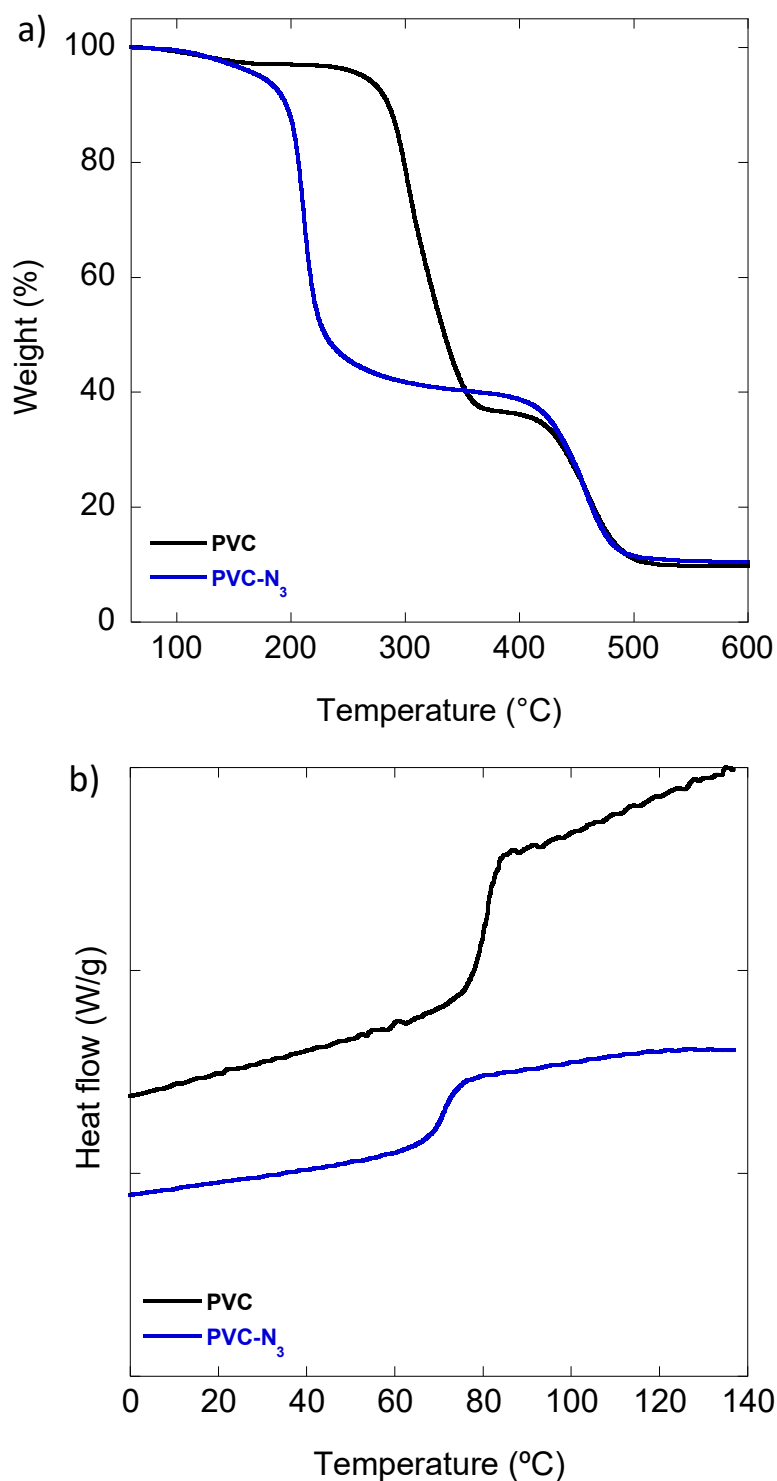 a)
Weight (%)
100
80
60
40
20
0
PVC
PVC-N₃
100 200 300 400 500 600
Temperature (°C)
b)
Heat flow (W/g)
PVC
PVC-N₃
0 20 40 60 80 100 120 140
Temperature (ºC)